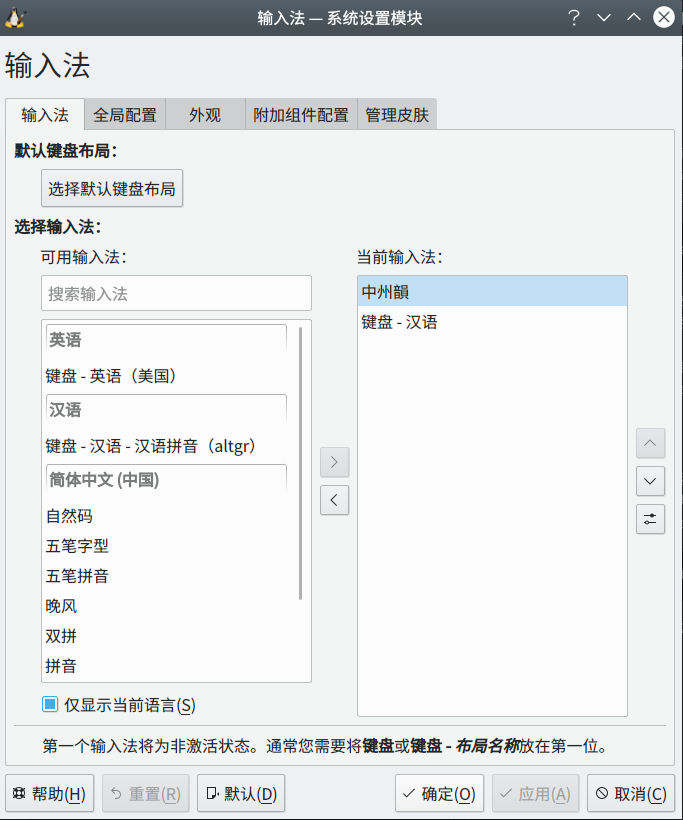 输入法 — 系统设置模块
输入法
输入法 全局配置 外观 附加组件配置 管理皮肤
默认键盘布局：
选择默认键盘布局
选择输入法：
可用输入法： 当前输入法：
搜索输入法
英语
键盘 - 英语（美国）
汉语
键盘 - 汉语 - 汉语拼音（altgr）
简体中文 (中国)
自然码
五笔字型
五笔拼音
晚风
双拼
拼音
中州韻
键盘 - 汉语
仅显示当前语言(S)
第一个输入法将为非激活状态。通常您需要将键盘或键盘 - 布局名称放在第一位。
帮助(H) 重置(R) 默认(D) 确定(O) 应用(A) 取消(C)